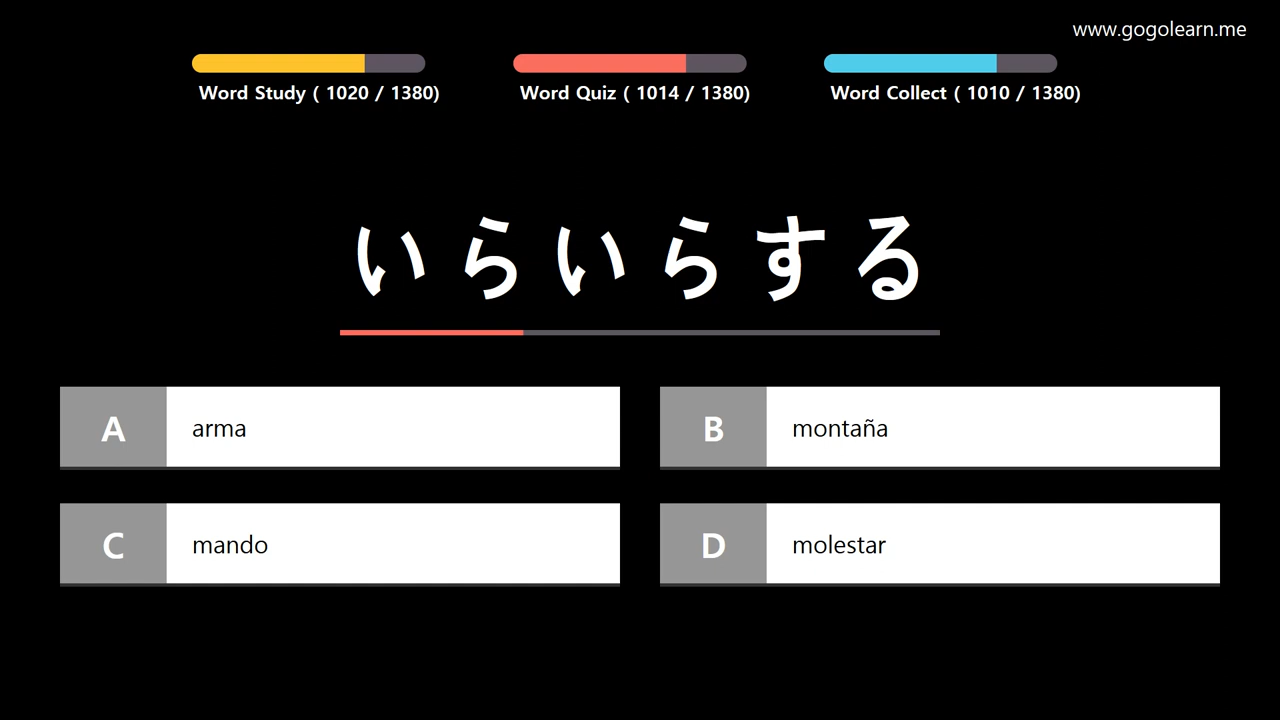 www.gogolearn.me
Word Study ( 1020 / 1380)
Word Quiz ( 1014 / 1380)
Word Collect ( 1010 / 1380)
いらいらする
A arma
B montaña
C mando
D molestar